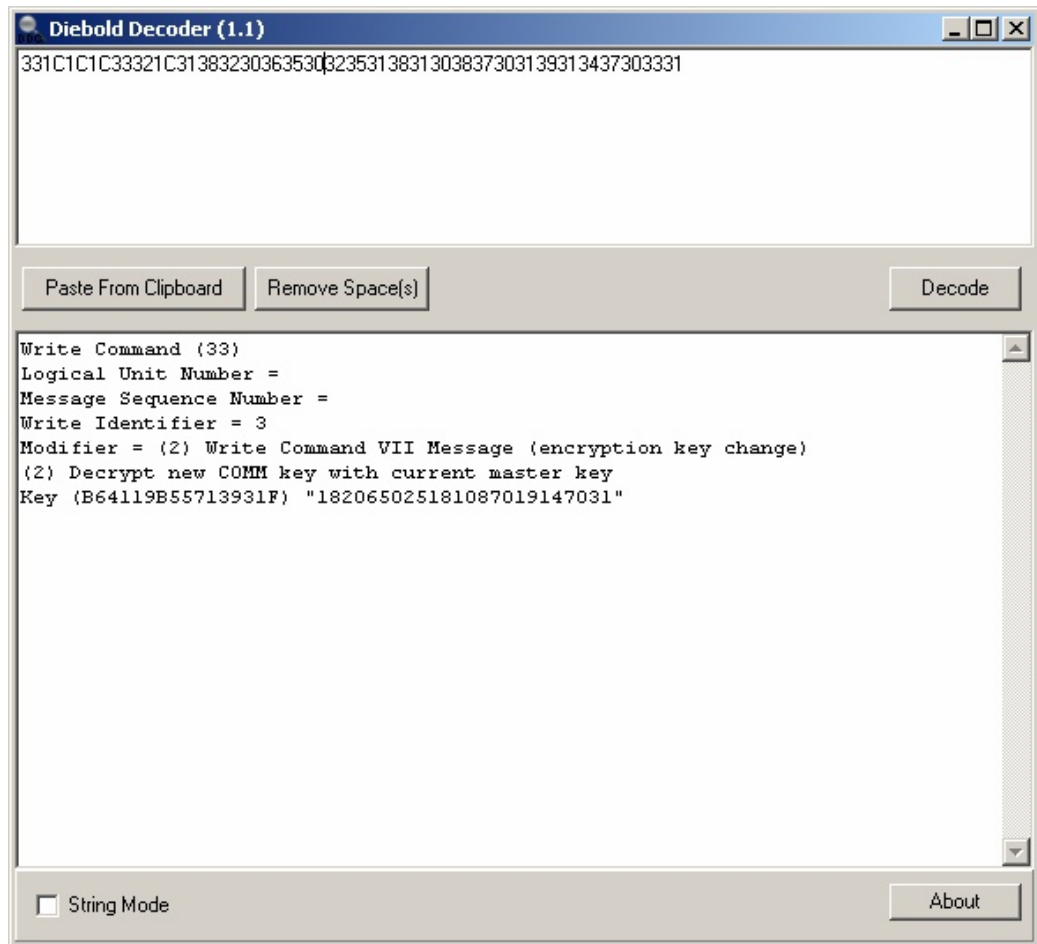 Diebold Decoder (1.1)
331C1C1C33321C313832303635303235313831303837303139313437303331
Paste From Clipboard
Remove Space(s)
Decode
Write Command (33)
Logical Unit Number =
Message Sequence Number =
Write Identifier = 3
Modifier = (2) Write Command VII Message (encryption key change)
(2) Decrypt new COMM key with current master key
Key (B64119B55713931F) "182065025181087019147031"
String Mode
About